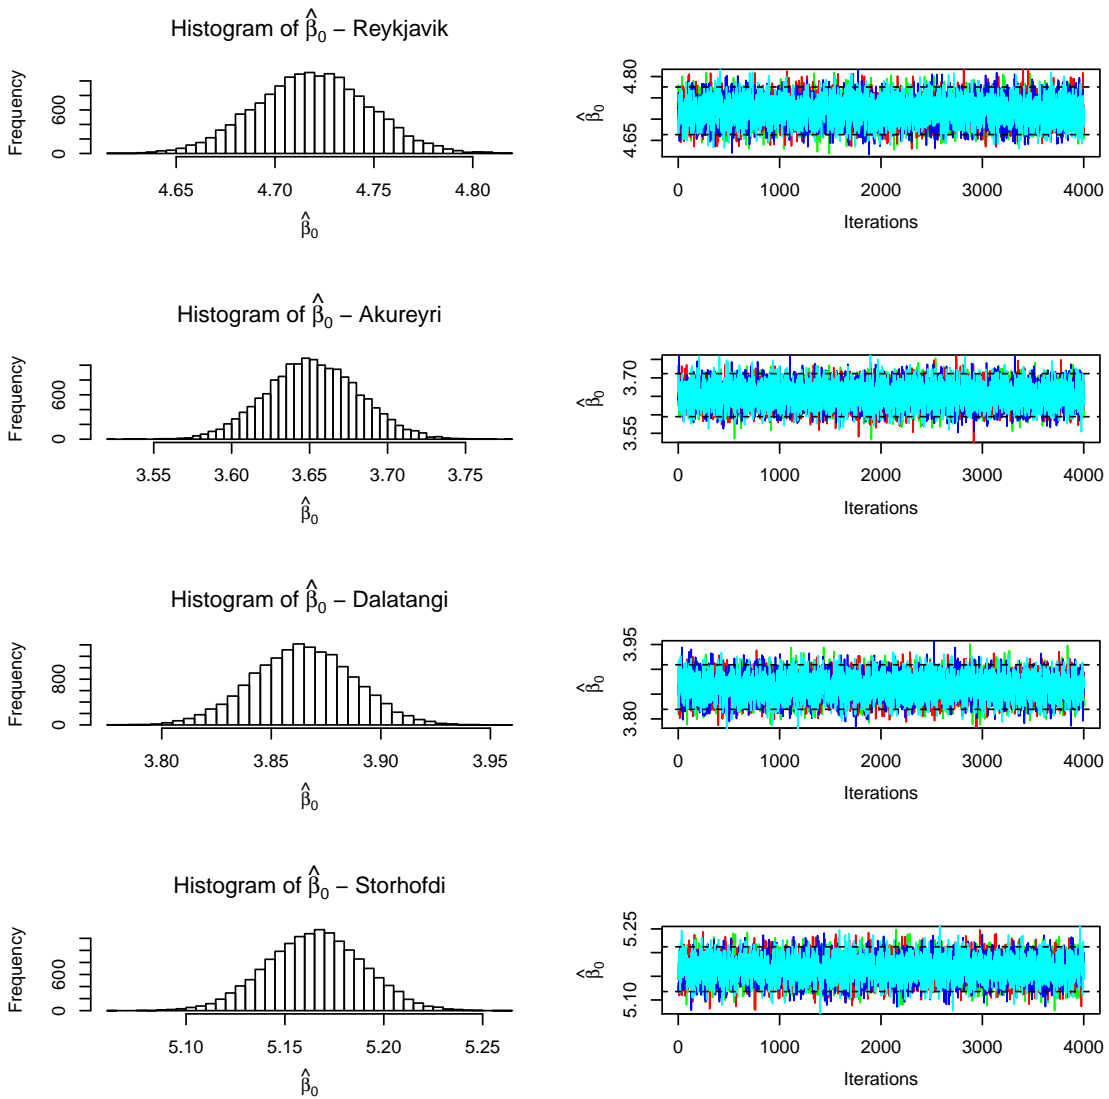 Histogram of β̂₀ – Reykjavik
Frequency
0 600
4.65 4.70 4.75 4.80
β̂₀
β̂₀
4.65 4.80
0 1000 2000 3000 4000
Iterations
Histogram of β̂₀ – Akureyri
Frequency
0 600
3.55 3.60 3.65 3.70 3.75
β̂₀
β̂₀
3.55 3.70
0 1000 2000 3000 4000
Iterations
Histogram of β̂₀ – Dalatangi
Frequency
0 800
3.80 3.85 3.90 3.95
β̂₀
β̂₀
3.80 3.95
0 1000 2000 3000 4000
Iterations
Histogram of β̂₀ – Storhofdi
Frequency
0 600
5.10 5.15 5.20 5.25
β̂₀
β̂₀
5.10 5.25
0 1000 2000 3000 4000
Iterations